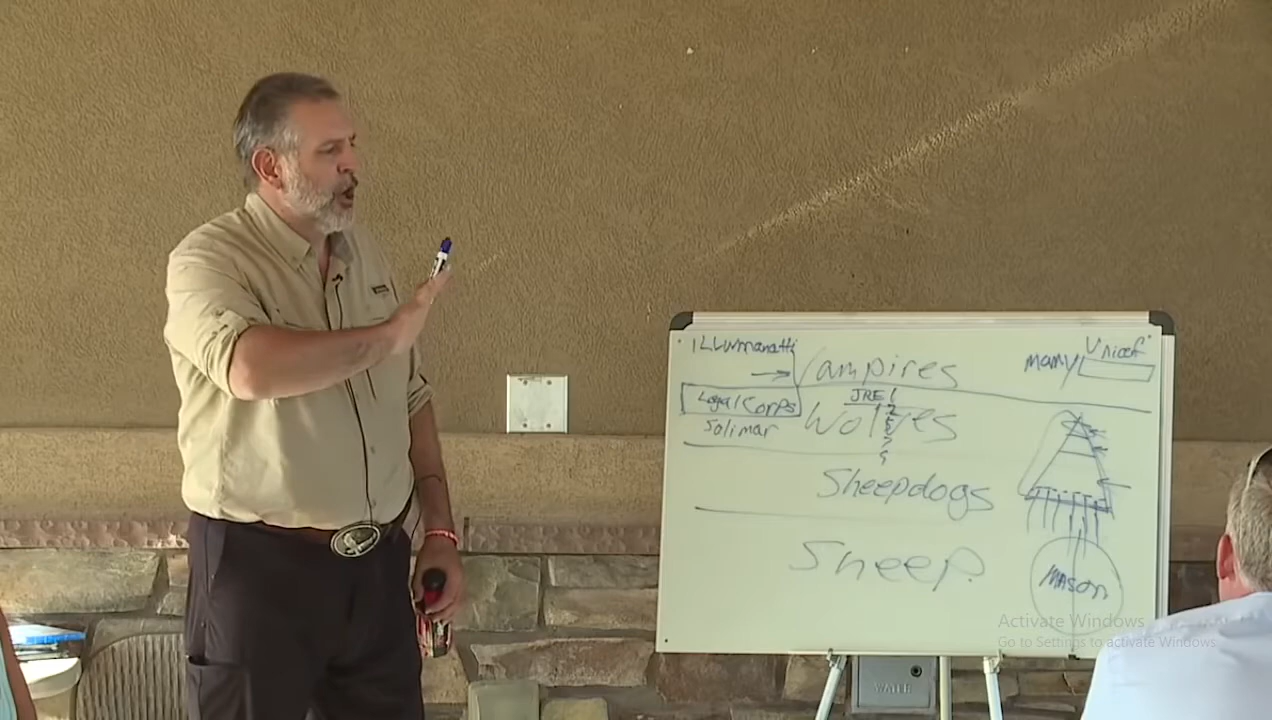 ILLumanatti
Vampires
many
Unicef
Legal Corps
JRE
Wolves
Solimar
Sheepdogs
Sheep.
MASON
Activate Windows
Go to Settings to activate Windows
WATER